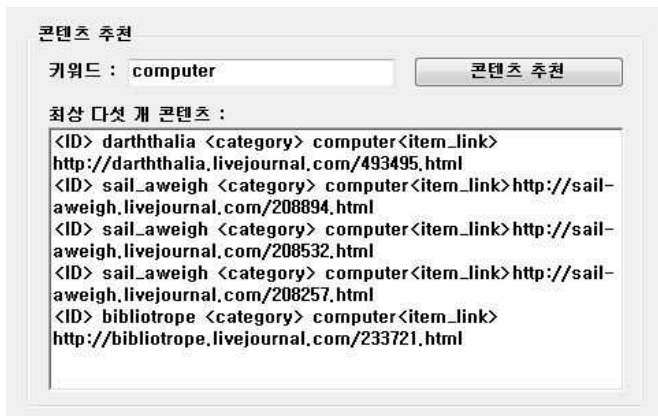 콘텐츠 추천
키워드 : computer 콘텐츠 추천
최상 다섯 개 콘텐츠 :
<ID> darththalia <category> computer<item_link>
http://darththalia.livejournal.com/493495.html
<ID> sail_aweigh <category> computer<item_link>http://sail-
aweigh.livejournal.com/208894.html
<ID> sail_aweigh <category> computer<item_link>http://sail-
aweigh.livejournal.com/208532.html
<ID> sail_aweigh <category> computer<item_link>http://sail-
aweigh.livejournal.com/208257.html
<ID> bibliotrope <category> computer<item_link>
http://bibliotrope.livejournal.com/233721.html